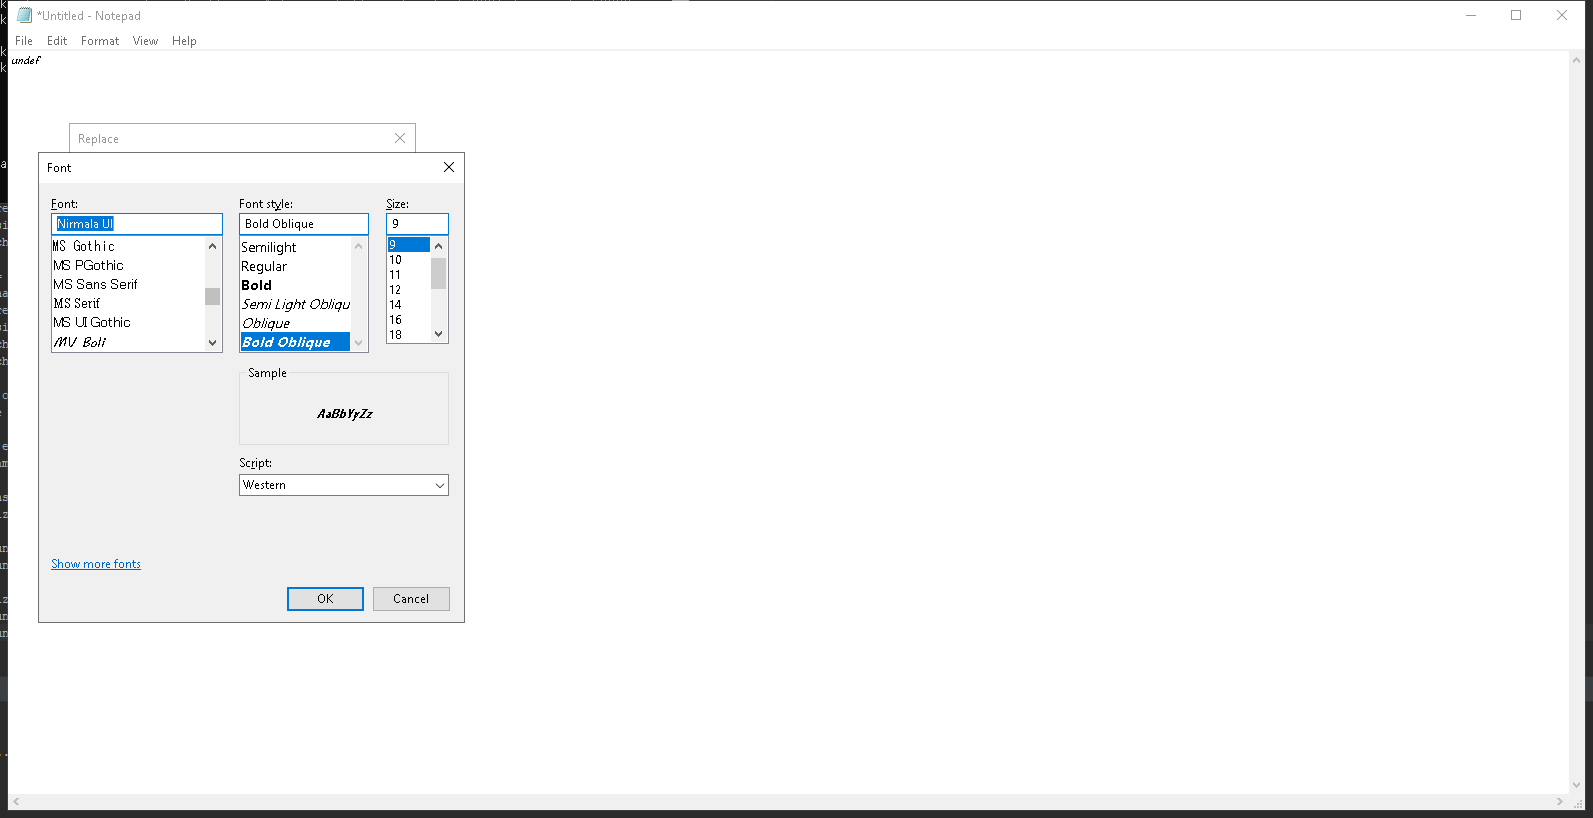 *Untitled - Notepad
File Edit Format View Help
undef
Replace
Font
Font: Font style: Size:
Nirmala UI Bold Oblique 9
MS Gothic
MS PGothic
MS Sans Serif
MS Serif
MS UI Gothic
MV Boli
Semilight
Regular
Bold
Semi Light Obliqu
Oblique
Bold Oblique
9
10
11
12
14
16
18
Sample
AaBbYyZz
Script:
Western
Show more fonts
OK Cancel